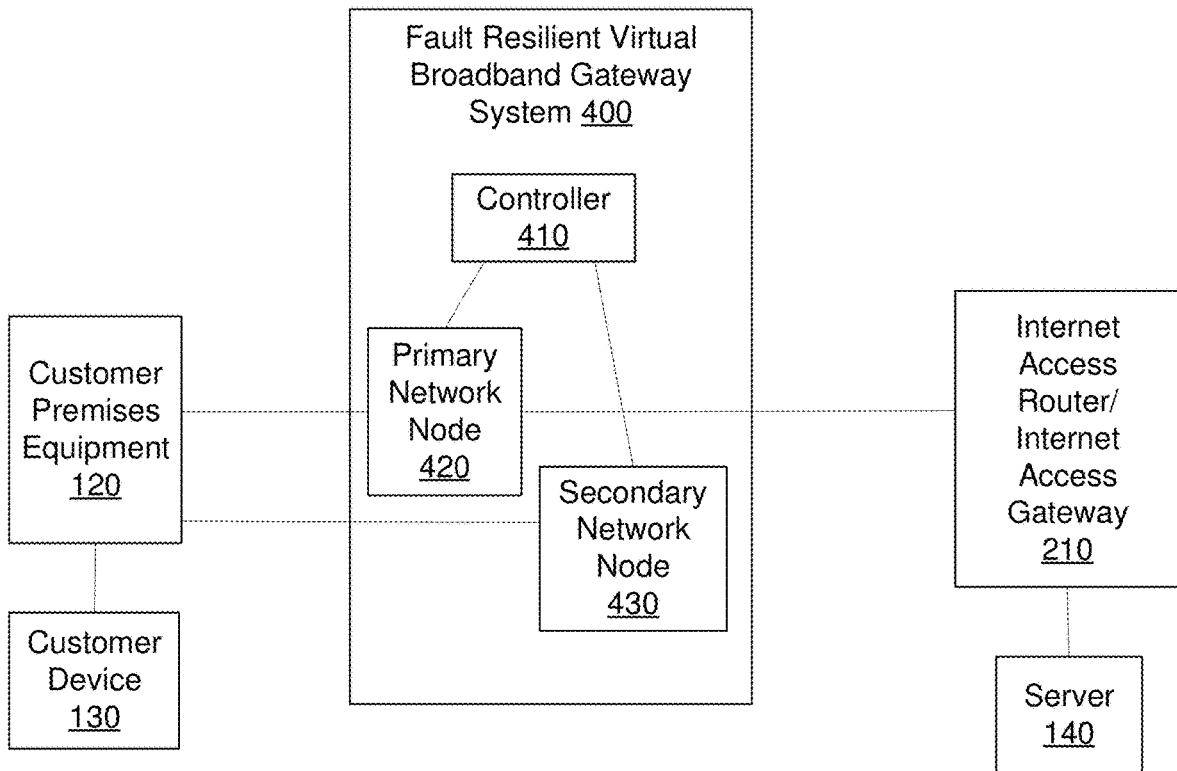 Fault Resilient Virtual
Broadband Gateway
System 400
Controller
410
Primary
Network
Node
420
Secondary
Network
Node
430
Customer
Premises
Equipment
120
Customer
Device
130
Internet
Access
Router/
Internet
Access
Gateway
210
Server
140